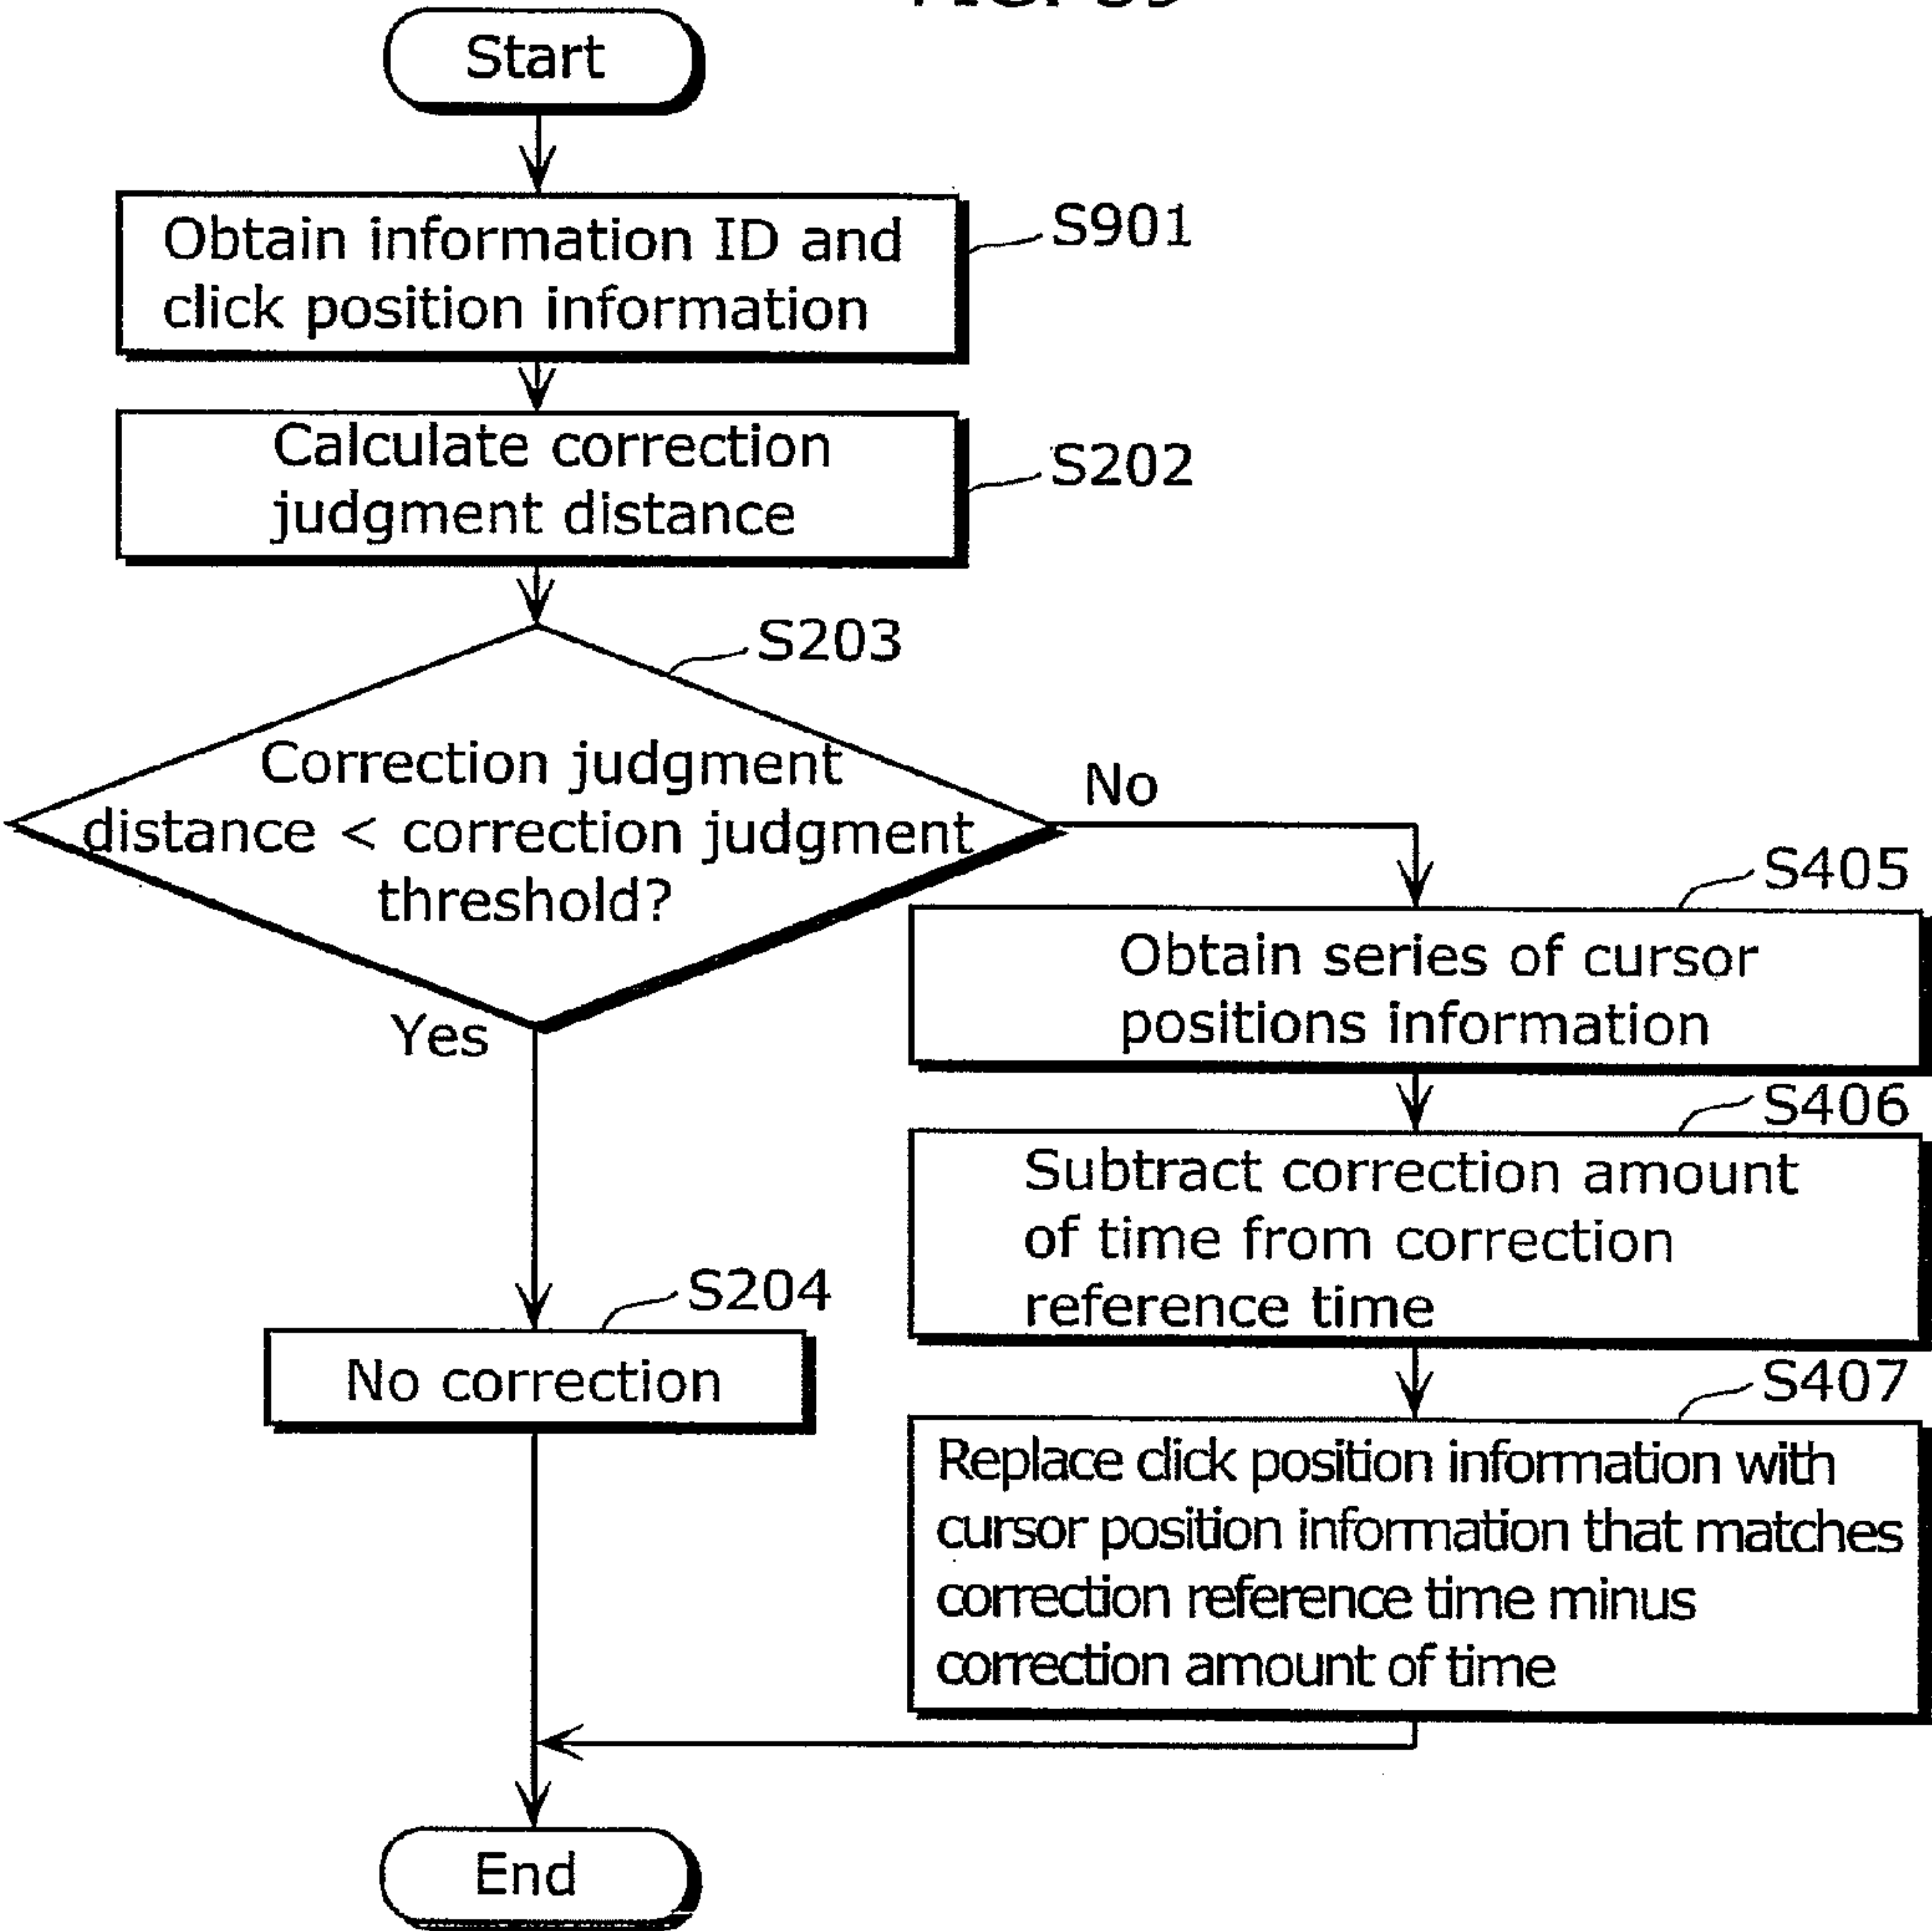 Start
Obtain information ID and
click position information
S901
Calculate correction
judgment distance
S202
S203
Correction judgment
distance < correction judgment
threshold?
No
Yes
S405
Obtain series of cursor
positions information
S406
Subtract correction amount
of time from correction
reference time
S204
No correction
S407
Replace click position information with
cursor position information that matches
correction reference time minus
correction amount of time
End